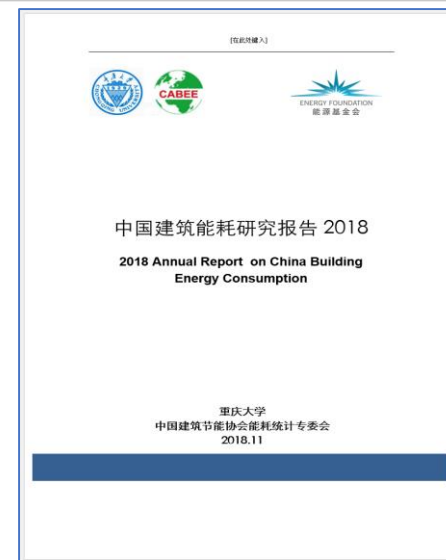 [在此处键入]
CHONGQING UNIVERSITY
CABEE
ENERGY FOUNDATION
能源基金会
中国建筑能耗研究报告 2018
2018 Annual Report on China Building
Energy Consumption
重庆大学
中国建筑节能协会能耗统计专委会
2018.11